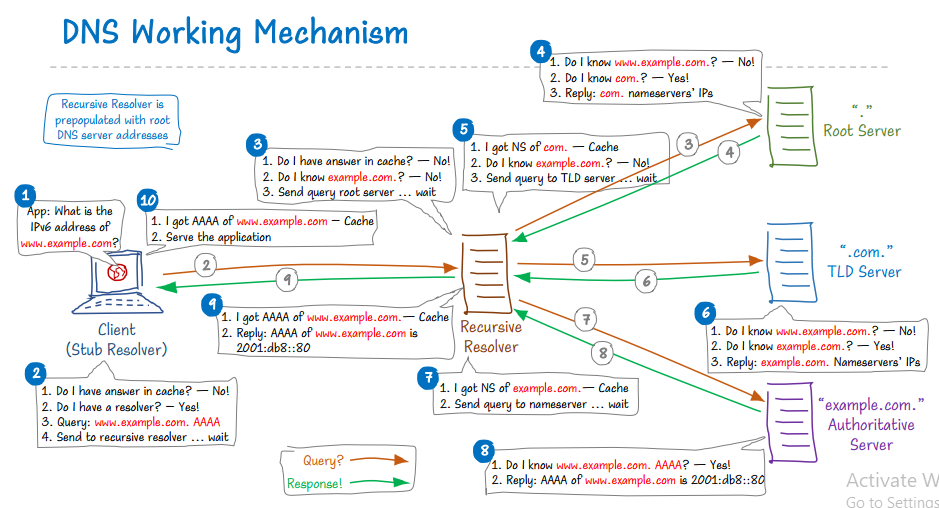 DNS Working Mechanism
Recursive Resolver is
prepopulated with root
DNS server addresses
1
App: What is the
IPv6 address of
www.example.com?
Client
(Stub Resolver)
2
1. Do I have answer in cache? – No!
2. Do I have a resolver? – Yes!
3. Query: www.example.com. AAAA
4. Send to recursive resolver ... wait
3
1. Do I have answer in cache? – No!
2. Do I know example.com.? – No!
3. Send query root server ... wait
4
1. Do I know www.example.com.? – No!
2. Do I know com.? – Yes!
3. Reply: com. nameservers' IPs
"."
Root Server
5
1. I got NS of com. – Cache
2. Do I know example.com.? – No!
3. Send query to TLD server ... wait
6
1. Do I know www.example.com.? – No!
2. Do I know example.com.? – Yes!
3. Reply: example.com. Nameservers' IPs
".com."
TLD Server
7
1. I got NS of example.com. – Cache
2. Send query to nameserver ... wait
8
1. Do I know www.example.com. AAAA? – Yes!
2. Reply: AAAA of www.example.com is 2001:db8::80
"example.com."
Authoritative
Server
9
1. I got AAAA of www.example.com. – Cache
2. Reply: AAAA of www.example.com is
2001:db8::80
Recursive
Resolver
10
1. I got AAAA of www.example.com – Cache
2. Serve the application
2
9
3
4
5
6
7
8
Query?
Response!
Activate W
Go to Settings